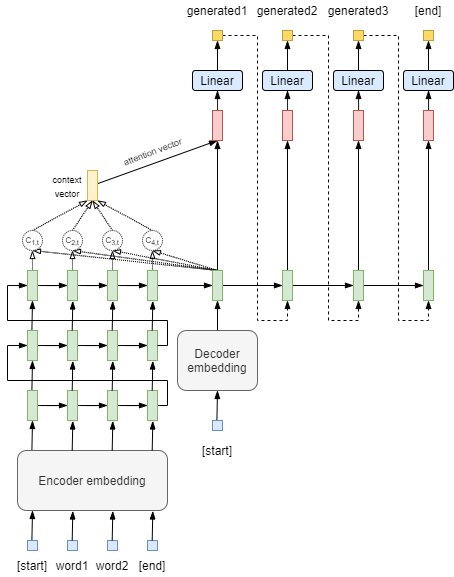 generated1 generated2 generated3 [end]
Linear Linear Linear Linear
attention vector
context
vector
C1,t C2,t C3,t C4,t
Decoder
embedding
[start]
Encoder embedding
[start] word1 word2 [end]